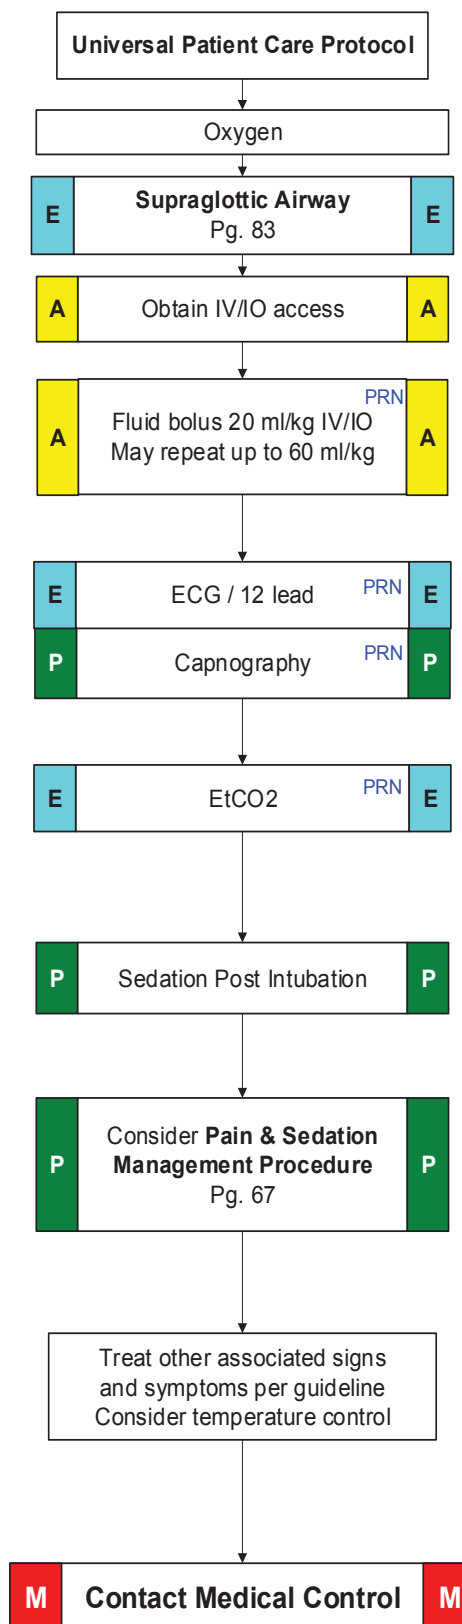 Universal Patient Care Protocol
Oxygen
E Supraglottic Airway E
Pg. 83
A Obtain IV/IO access A
PRN
A Fluid bolus 20 ml/kg IV/IO A
May repeat up to 60 ml/kg
E ECG / 12 lead PRN E
P Capnography PRN P
E EtCO2 PRN E
P Sedation Post Intubation P
Consider Pain & Sedation
P Management Procedure P
Pg. 67
Treat other associated signs
and symptoms per guideline
Consider temperature control
M Contact Medical Control M